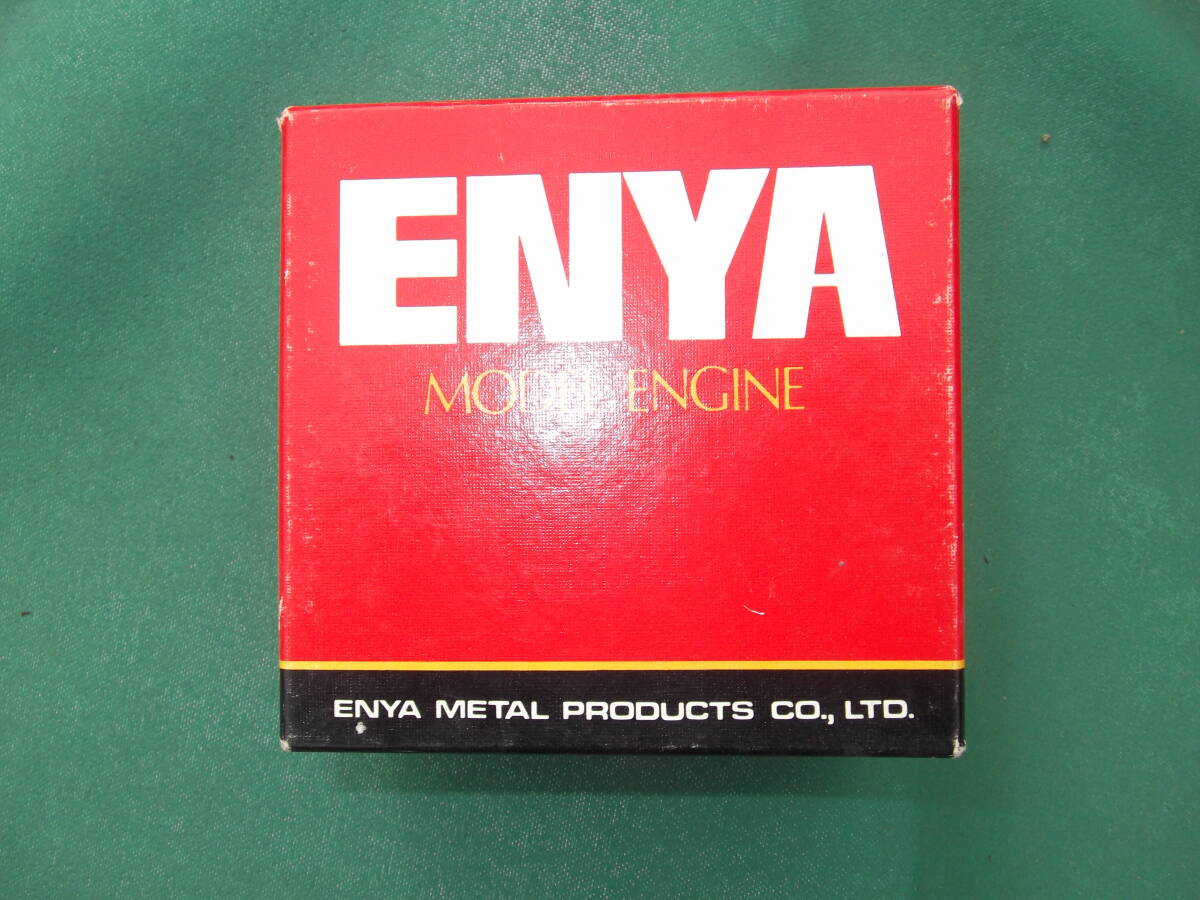 ENYA
MODEL ENGINE
ENYA METAL PRODUCTS CO., LTD.